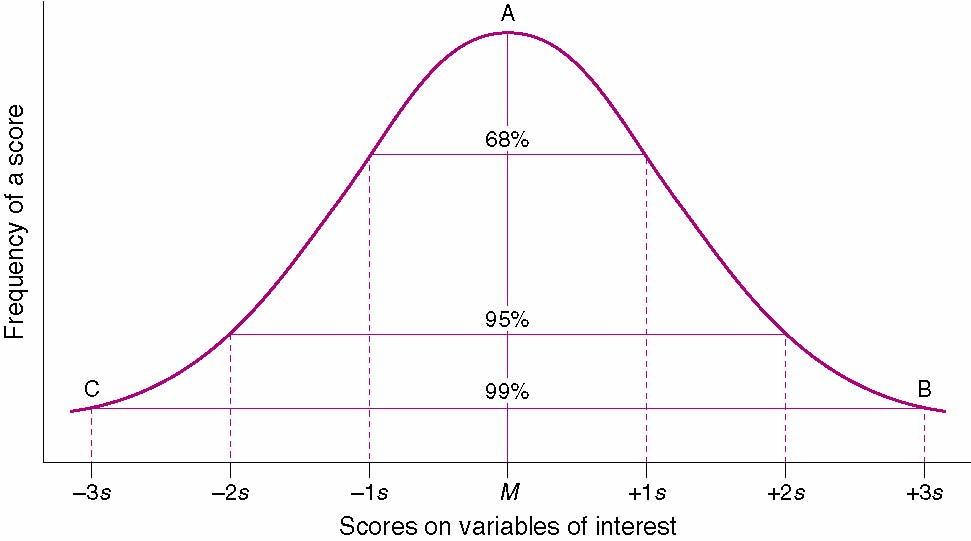 A
Frequency of a score
68%
95%
C
99%
B
–3s
–2s
–1s
M
+1s
+2s
+3s
Scores on variables of interest